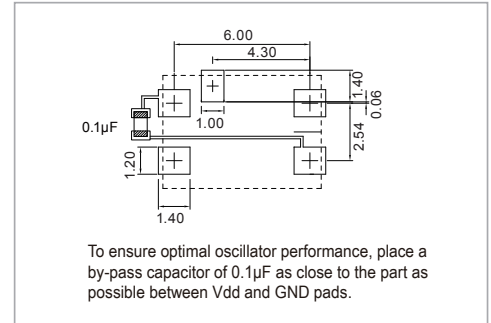 6.00
4.30
1.40
0.06
0.1µF
1.00
2.54
1.20
1.40
To ensure optimal oscillator performance, place a
by-pass capacitor of 0.1µF as close to the part as
possible between Vdd and GND pads.